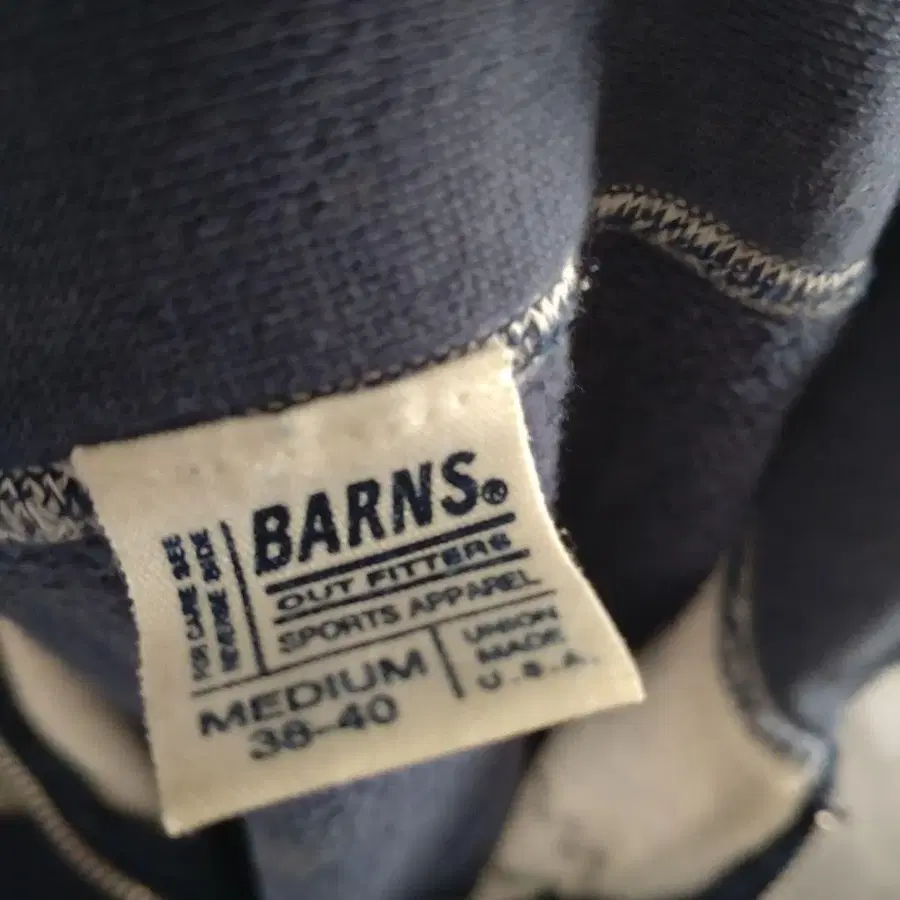 FOR CARE SEE
REVERSE SIDE
BARNS®
OUT FITTERS
SPORTS APPAREL
MEDIUM
38-40
UNION
MADE
U.S.A.